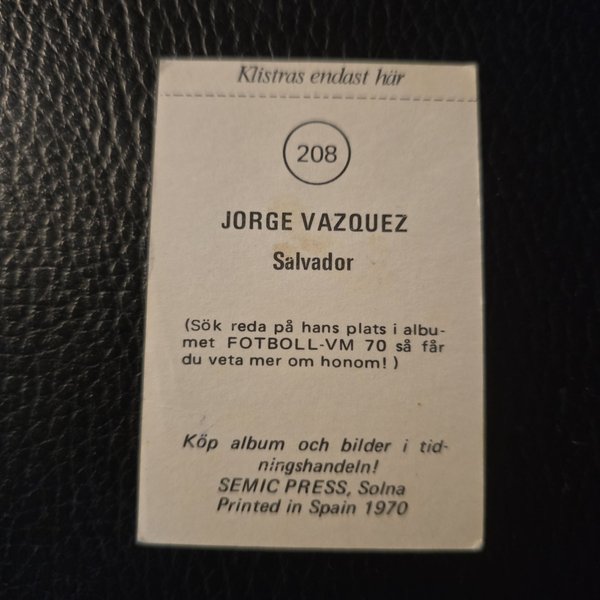 Klistras endast här
208
JORGE VAZQUEZ
Salvador
(Sök reda på hans plats i albu-
met FOTBOLL-VM 70 så får
du veta mer om honom! )
Köp album och bilder i tid-
ningshandeln!
SEMIC PRESS, Solna
Printed in Spain 1970